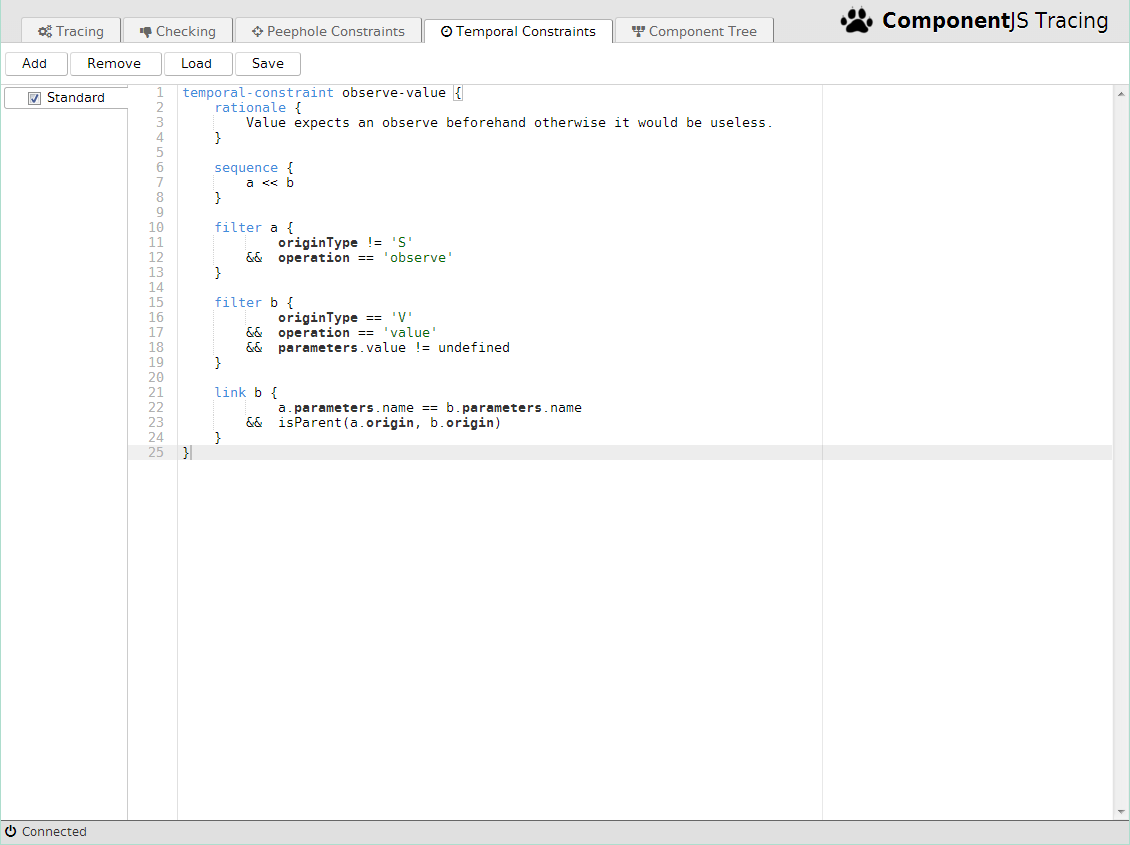 ComponentJS Tracing
Tracing Checking Peephole Constraints Temporal Constraints Component Tree
Add Remove Load Save
Standard
1 temporal-constraint observe-value {
2 rationale {
3 Value expects an observe beforehand otherwise it would be useless.
4 }
5
6 sequence {
7 a << b
8 }
9
10 filter a {
11 originType != 'S'
12 && operation == 'observe'
13 }
14
15 filter b {
16 originType == 'V'
17 && operation == 'value'
18 && parameters.value != undefined
19 }
20
21 link b {
22 a.parameters.name == b.parameters.name
23 && isParent(a.origin, b.origin)
24 }
25 }
Connected